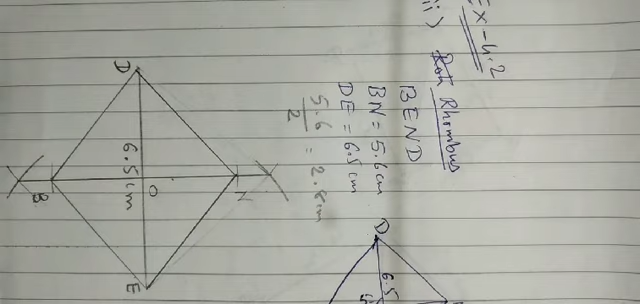 Ex-4.2
ii) Rhombus
BEND
BN = 5.6 cm
DE = 6.5 cm
5.6
2
= 2.8 cm
D
6.5 cm
O
N
B
E
D
6.5